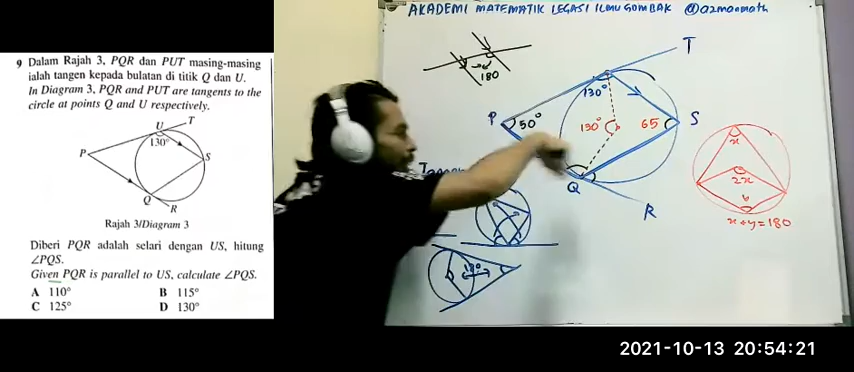 AKADEMI MATEMATIK LEGASI ILMU GOMBAK @azmanmath
9 Dalam Rajah 3, PQR dan PUT masing-masing
ialah tangen kepada bulatan di titik Q dan U.
In Diagram 3, PQR and PUT are tangents to the
circle at points Q and U respectively.
U T
130°
P S
Q
R
Rajah 3/Diagram 3
Diberi PQR adalah selari dengan US, hitung
∠PQS.
Given PQR is parallel to US, calculate ∠PQS.
A 110° B 115°
C 125° D 130°
180
T
130°
P 50° 130° 65 S
Q
R
x
2x
y
x+y=180
180
2021-10-13 20:54:21